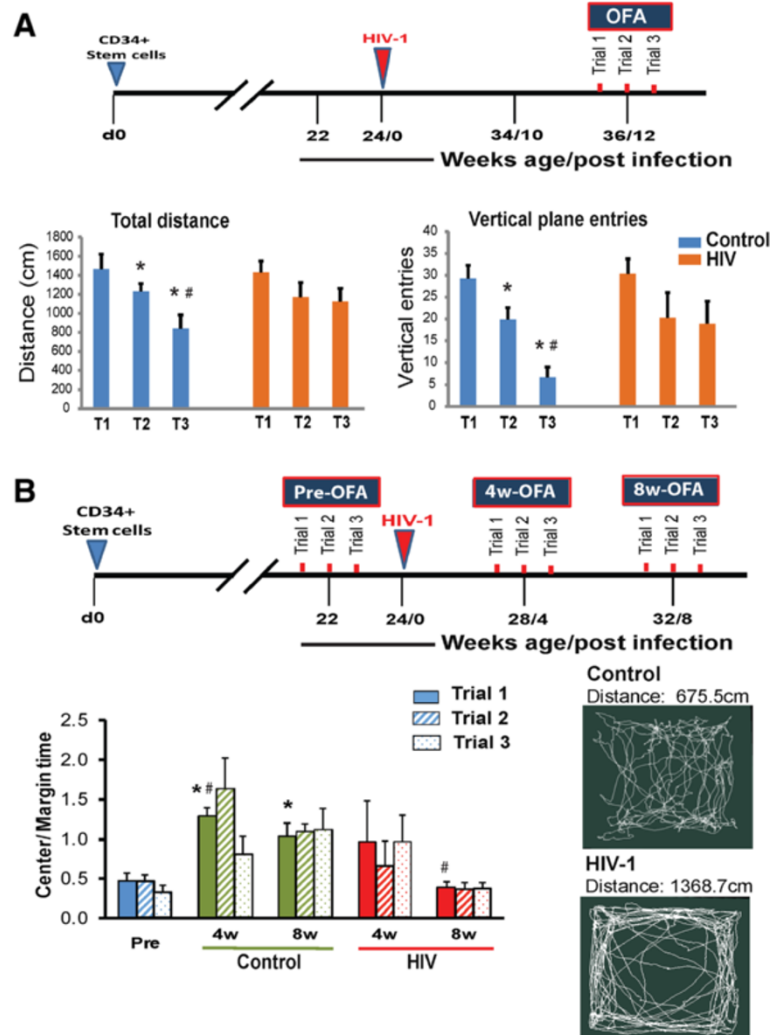 A
CD34+
Stem cells
HIV-1
OFA
Trial 1
Trial 2
Trial 3
d0
22
24/0
34/10
36/12
Weeks age/post infection
Total distance
Distance (cm)
1800
1600
1400
1200
1000
800
600
400
200
0
*
* #
T1 T2 T3 T1 T2 T3
Vertical plane entries
Vertical entries
40
35
30
25
20
15
10
5
0
*
* #
T1 T2 T3 T1 T2 T3
Control
HIV
B
CD34+
Stem cells
Pre-OFA
Trial 1
Trial 2
Trial 3
HIV-1
4w-OFA
Trial 1
Trial 2
Trial 3
8w-OFA
Trial 1
Trial 2
Trial 3
d0
22
24/0
28/4
32/8
Weeks age/post infection
Trial 1
Trial 2
Trial 3
Center/Margin time
2.5
2.0
1.5
1.0
0.5
0.0
* #
*
#
Pre
4w 8w 4w 8w
Control HIV
Control
Distance: 675.5cm
HIV-1
Distance: 1368.7cm